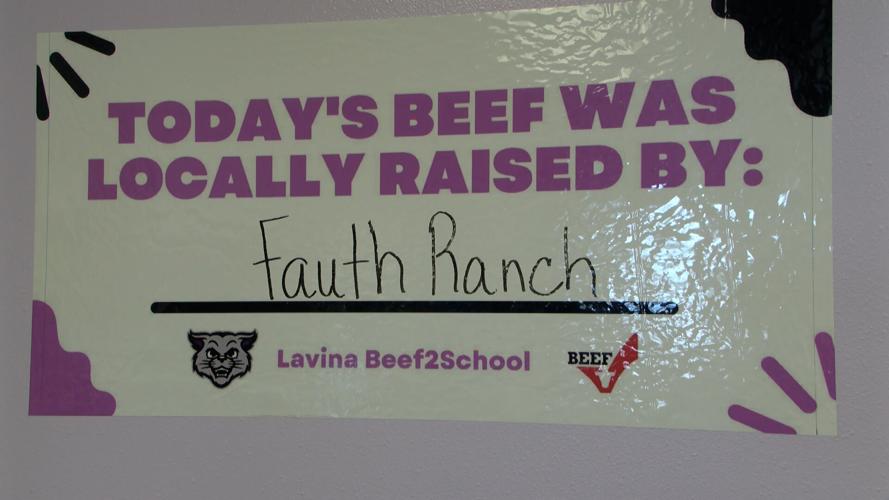 TODAY'S BEEF WAS
LOCALLY RAISED BY:
Fauth Ranch
Lavina Beef2School
BEEF